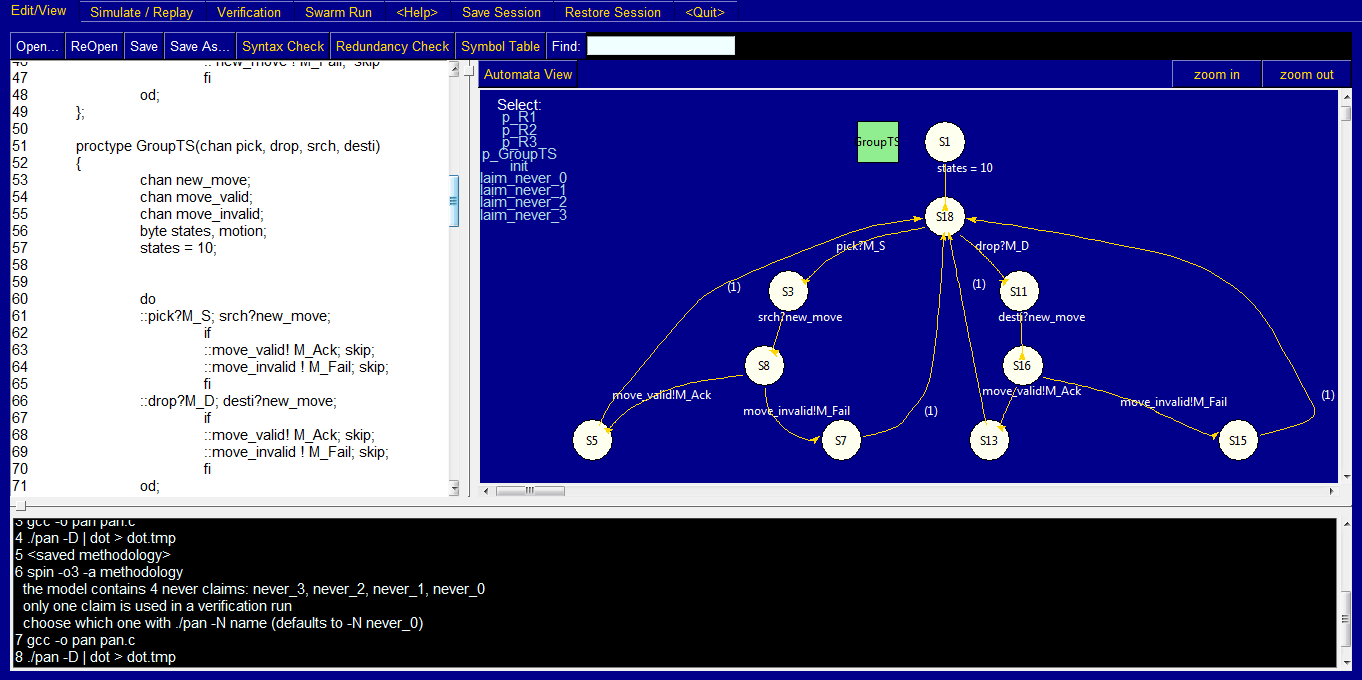 Edit/View Simulate / Replay Verification Swarm Run <Help> Save Session Restore Session <Quit>
Open... ReOpen Save Save As... Syntax Check Redundancy Check Symbol Table Find:
46 :: new_move ! M_Fail; skip
47 fi
48 od;
49 };
50
51 proctype GroupTS(chan pick, drop, srch, desti)
52 {
53 chan new_move;
54 chan move_valid;
55 chan move_invalid;
56 byte states, motion;
57 states = 10;
58
59
60 do
61 ::pick?M_S; srch?new_move;
62 if
63 ::move_valid! M_Ack; skip;
64 ::move_invalid ! M_Fail; skip;
65 fi
66 ::drop?M_D; desti?new_move;
67 if
68 ::move_valid! M_Ack; skip;
69 ::move_invalid ! M_Fail; skip;
70 fi
71 od;
Automata View zoom in zoom out
Select:
p_R1
p_R2
p_R3
p_GroupTS
init
laim_never_0
laim_never_1
laim_never_2
laim_never_3
GroupTS S1
states = 10
S18
pick?M_S drop?M_D
(1) S3 (1) S11
srch?new_move desti?new_move
S8 S16
move_valid!M_Ack move_invalid!M_Fail (1) move_valid!M_Ack move_invalid!M_Fail (1)
S5 S7 S13 S15
3 gcc -o pan pan.c
4 ./pan -D | dot > dot.tmp
5 <saved methodology>
6 spin -o3 -a methodology
the model contains 4 never claims: never_3, never_2, never_1, never_0
only one claim is used in a verification run
choose which one with ./pan -N name (defaults to -N never_0)
7 gcc -o pan pan.c
8 ./pan -D | dot > dot.tmp